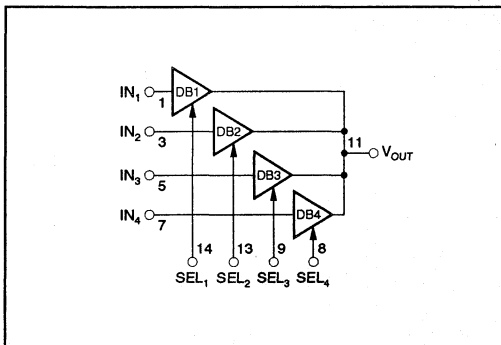 IN₁
1
DB1
IN₂
3
DB2
11
V_OUT
IN₃
5
DB3
IN₄
7
DB4
14
13
9
8
SEL₁
SEL₂
SEL₃
SEL₄